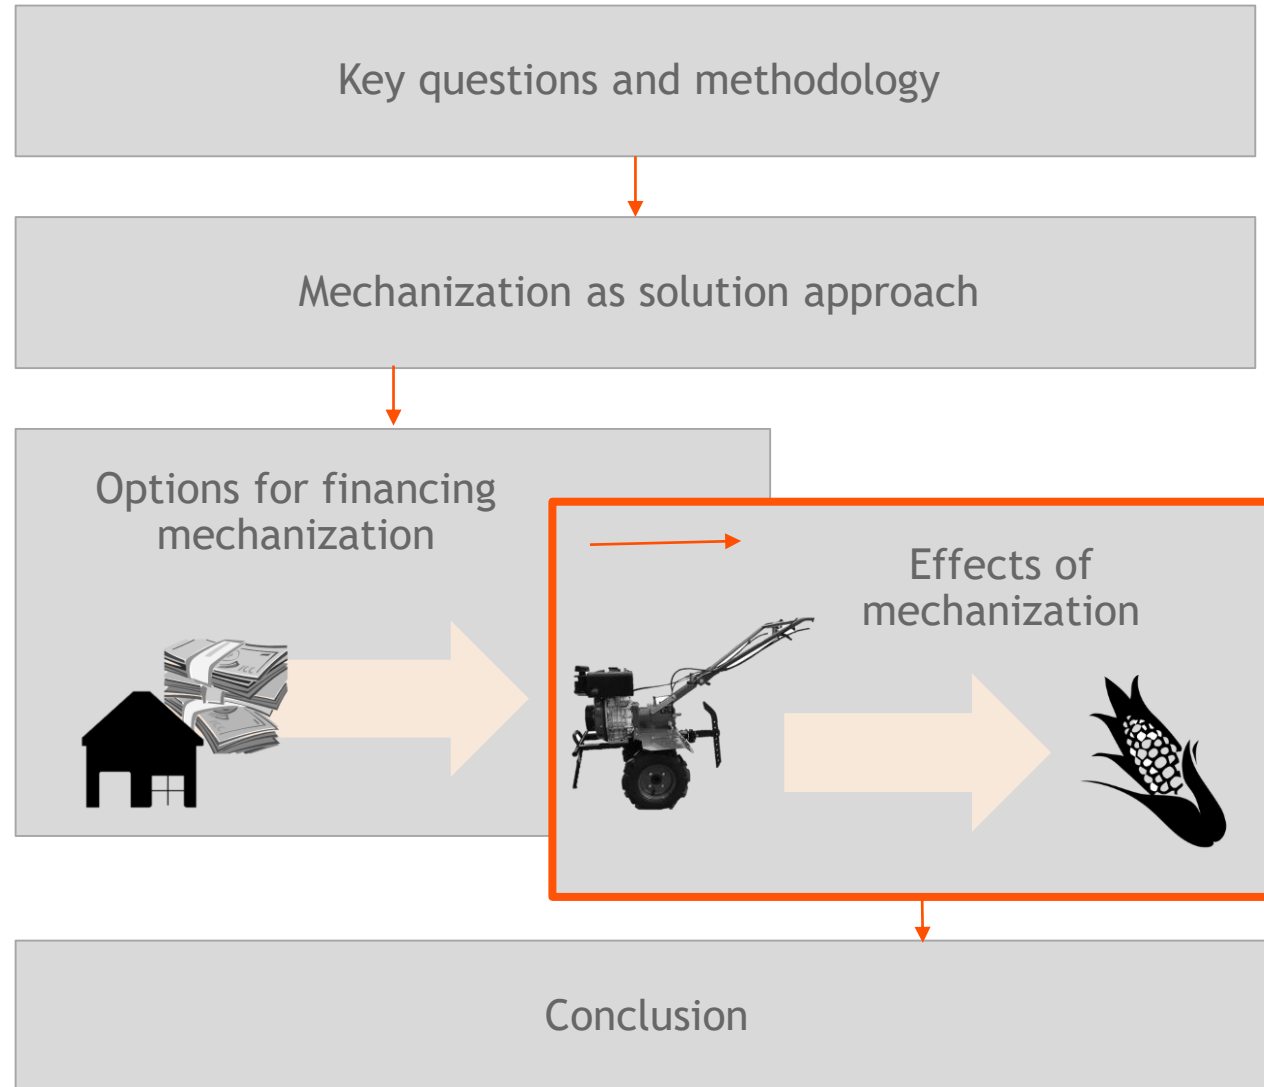 Key questions and methodology
Mechanization as solution approach
Options for financing
mechanization
Effects of
mechanization
Conclusion